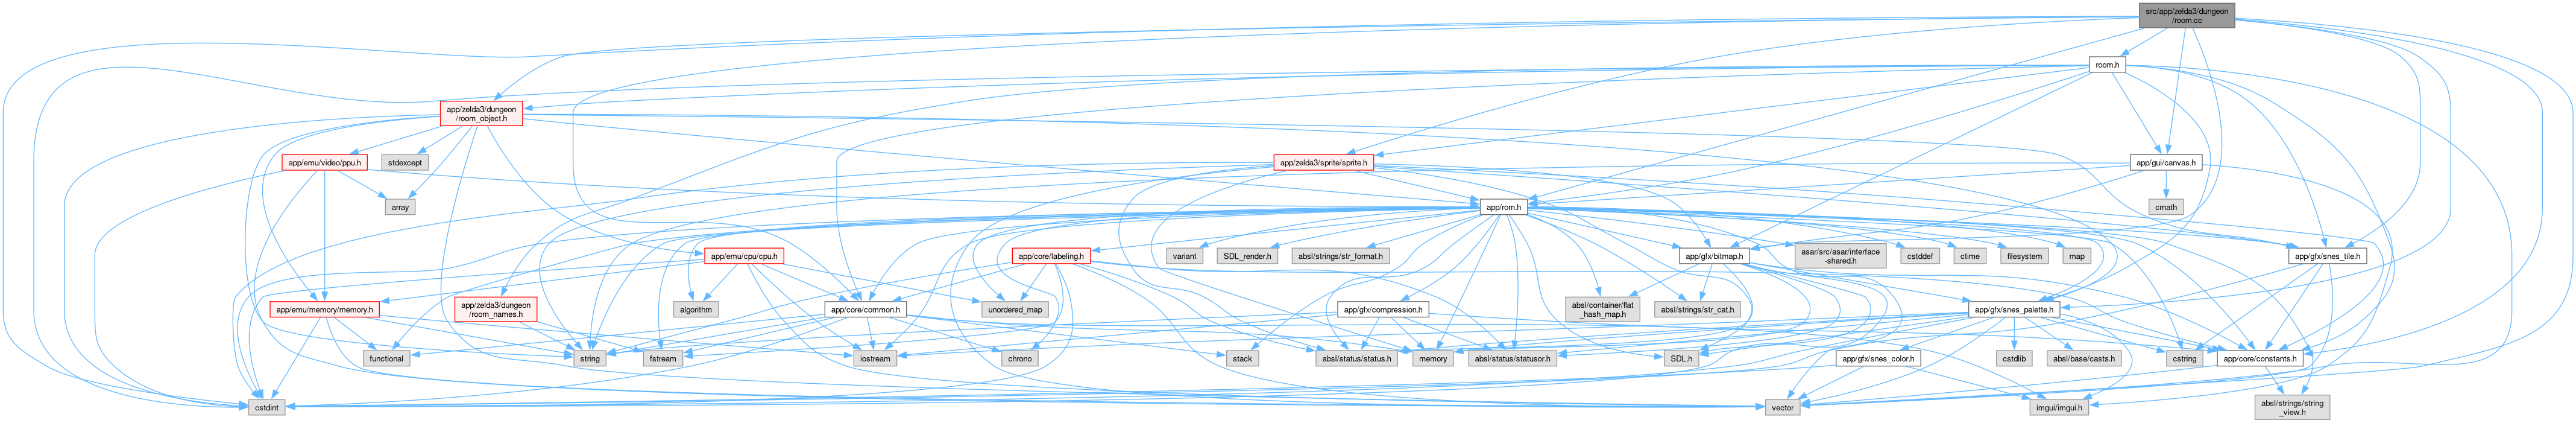 src/app/zelda3/dungeon
/room.cc
room.h
app/zelda3/dungeon
/room_object.h
app/emu/video/ppu.h
stdexcept
app/zelda3/sprite/sprite.h
app/gui/canvas.h
array
app/rom.h
cmath
app/emu/cpu/cpu.h
app/core/labeling.h
variant
SDL_render.h
absl/strings/str_format.h
app/gfx/bitmap.h
asar/src/asar/interface
-shared.h
cstddef
ctime
filesystem
map
app/gfx/snes_tile.h
app/emu/memory/memory.h
app/zelda3/dungeon
/room_names.h
algorithm
app/core/common.h
unordered_map
app/gfx/compression.h
absl/container/flat
_hash_map.h
absl/strings/str_cat.h
app/gfx/snes_palette.h
functional
string
fstream
iostream
chrono
stack
absl/status/status.h
memory
absl/status/statusor.h
SDL.h
app/gfx/snes_color.h
cstdlib
absl/base/casts.h
cstring
app/core/constants.h
cstdint
vector
imgui/imgui.h
absl/strings/string
_view.h